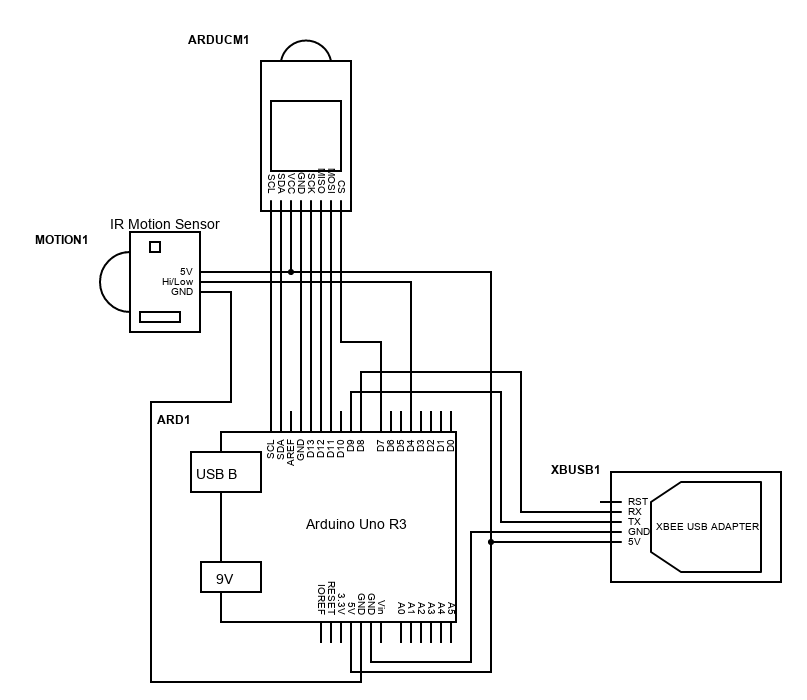 ARDUCM1
SCL
SDA
VCC
GND
SCK
MISO
MOSI
CS
IR Motion Sensor
MOTION1
5V
Hi/Low
GND
ARD1
SCL
SDA
AREF
GND
D13
D12
D11
D10
D9
D8
D7
D6
D5
D4
D3
D2
D1
D0
USB B
Arduino Uno R3
9V
IOREF
RESET
3.3V
5V
GND
GND
Vin
A0
A1
A2
A3
A4
A5
XBUSB1
RST
RX
TX
GND
5V
XBEE USB ADAPTER